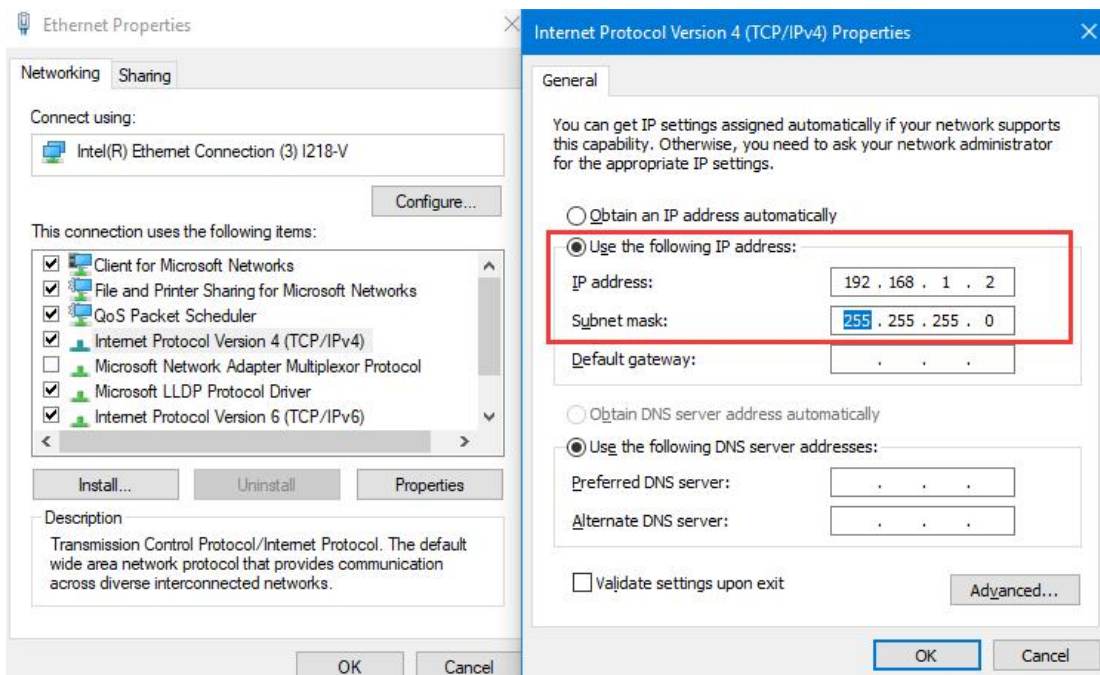 Ethernet Properties
Networking
Sharing
Connect using:
Intel(R) Ethernet Connection (3) I218-V
Configure...
This connection uses the following items:
Client for Microsoft Networks
File and Printer Sharing for Microsoft Networks
QoS Packet Scheduler
Internet Protocol Version 4 (TCP/IPv4)
Microsoft Network Adapter Multiplexor Protocol
Microsoft LLDP Protocol Driver
Internet Protocol Version 6 (TCP/IPv6)
Install...
Uninstall
Properties
Description
Transmission Control Protocol/Internet Protocol. The default
wide area network protocol that provides communication
across diverse interconnected networks.
OK
Cancel
Internet Protocol Version 4 (TCP/IPv4) Properties
General
You can get IP settings assigned automatically if your network supports
this capability. Otherwise, you need to ask your network administrator
for the appropriate IP settings.
Obtain an IP address automatically
Use the following IP address:
IP address: 192 . 168 . 1 . 2
Subnet mask: 255 . 255 . 255 . 0
Default gateway: . . .
Obtain DNS server address automatically
Use the following DNS server addresses:
Preferred DNS server: . . .
Alternate DNS server: . . .
Validate settings upon exit
Advanced...
OK
Cancel